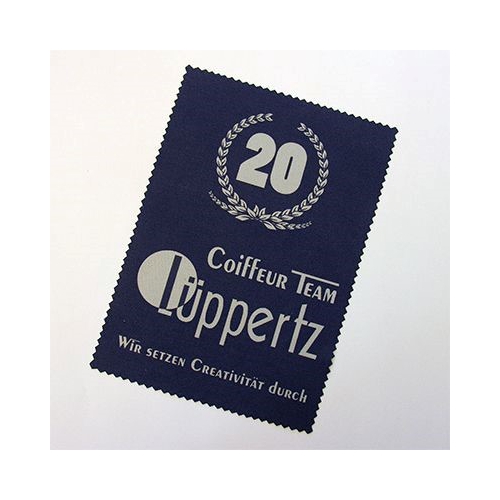 20
Coiffeur Team
Lüppertz
Wir setzen Creativität durch